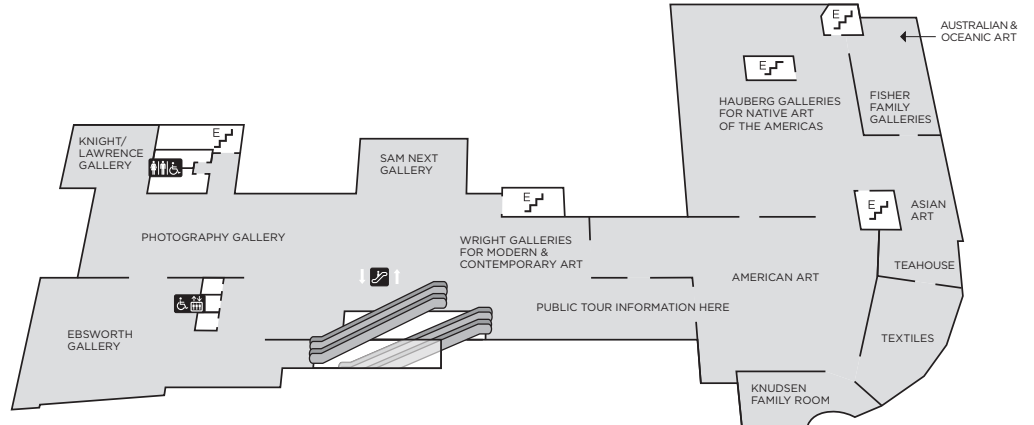 E
AUSTRALIAN &
OCEANIC ART
E
HAUBERG GALLERIES
FOR NATIVE ART
OF THE AMERICAS
FISHER
FAMILY
GALLERIES
KNIGHT/
LAWRENCE
GALLERY
E
SAM NEXT
GALLERY
E
E
ASIAN
ART
PHOTOGRAPHY GALLERY
WRIGHT GALLERIES
FOR MODERN &
CONTEMPORARY ART
TEAHOUSE
AMERICAN ART
PUBLIC TOUR INFORMATION HERE
EBSWORTH
GALLERY
TEXTILES
KNUDSEN
FAMILY ROOM